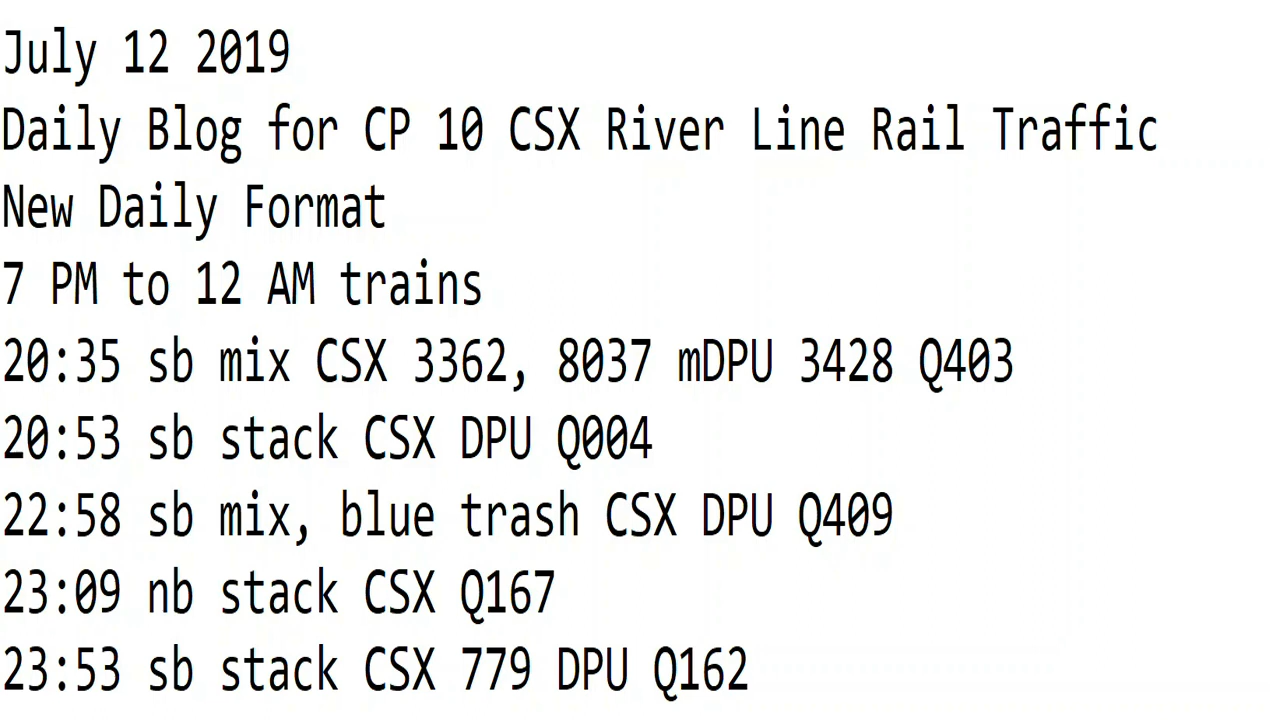 July 12 2019
Daily Blog for CP 10 CSX River Line Rail Traffic
New Daily Format
7 PM to 12 AM trains
20:35 sb mix CSX 3362, 8037 mDPU 3428 Q403
20:53 sb stack CSX DPU Q004
22:58 sb mix, blue trash CSX DPU Q409
23:09 nb stack CSX Q167
23:53 sb stack CSX 779 DPU Q162